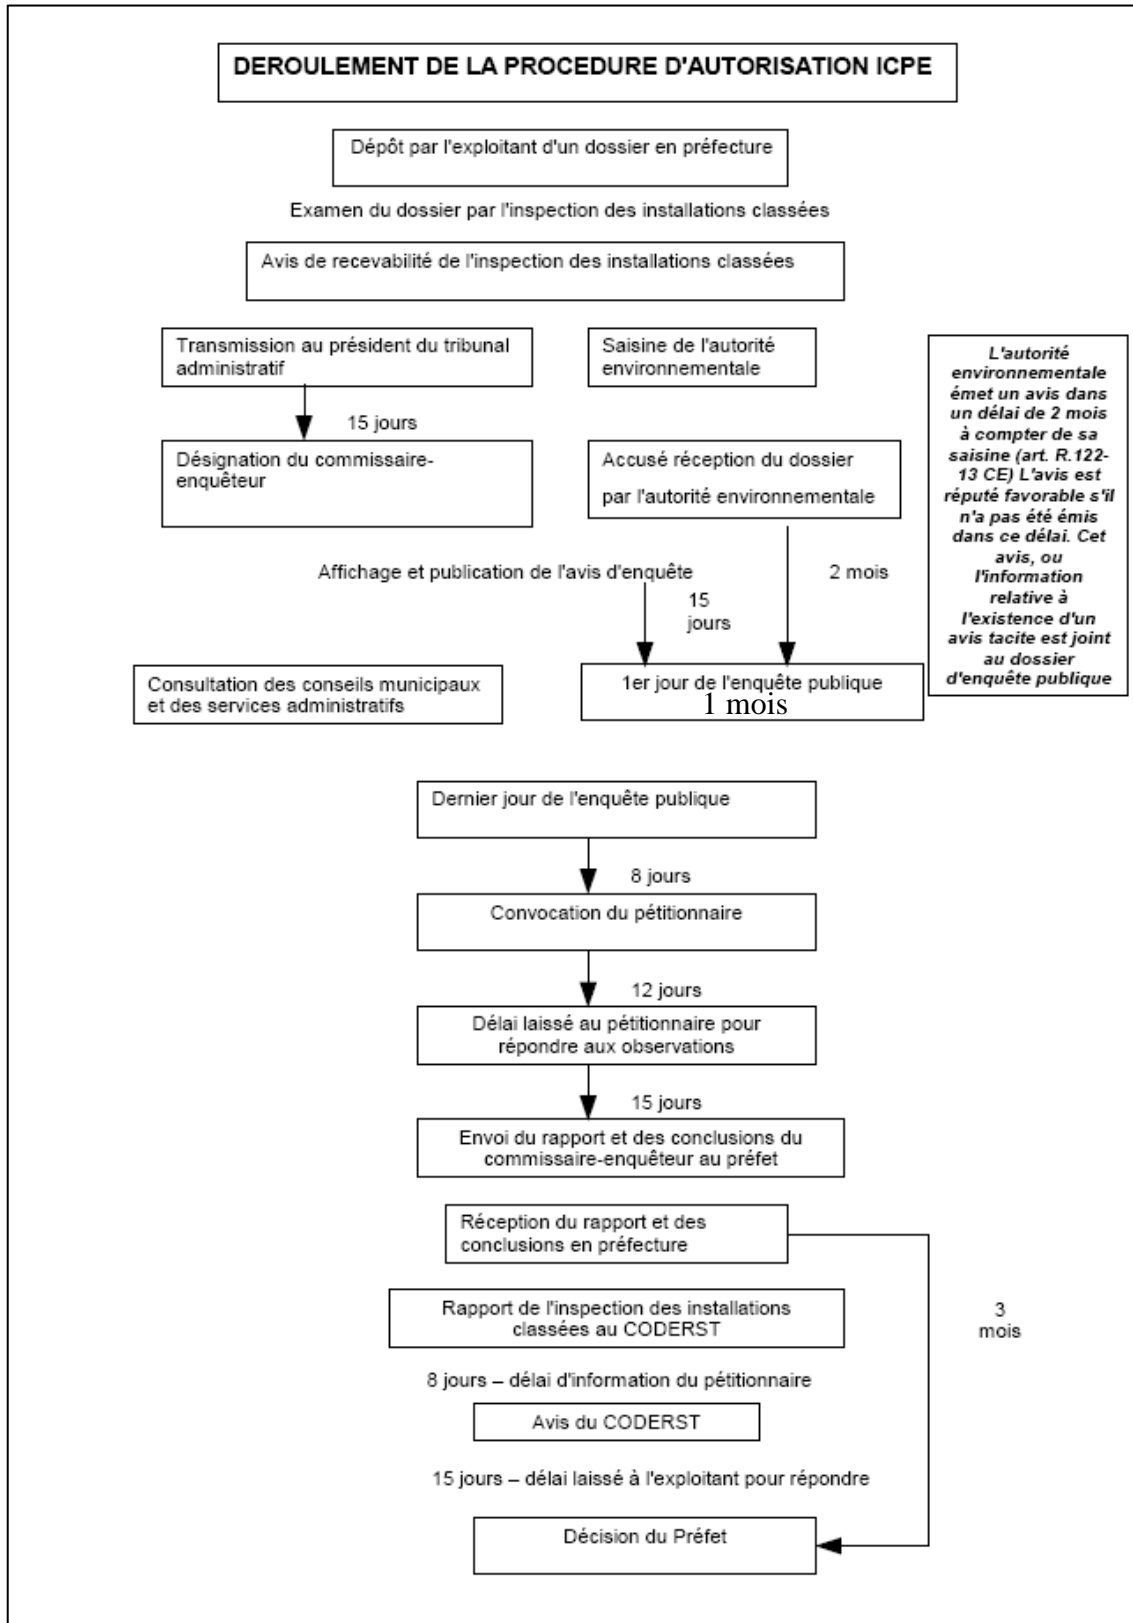 DEROULEMENT DE LA PROCEDURE D'AUTORISATION ICPE
Dépôt par l'exploitant d'un dossier en préfecture
Examen du dossier par l'inspection des installations classées
Avis de recevabilité de l'inspection des installations classées
Transmission au président du tribunal
administratif
Saisine de l'autorité
environnementale
15 jours
Désignation du commissaire-
enquêteur
Accusé réception du dossier
par l'autorité environnementale
L'autorité
environnementale
émet un avis dans
un délai de 2 mois
à compter de sa
saisine (art. R.122-
13 CE) L'avis est
réputé favorable s'il
n'a pas été émis
dans ce délai. Cet
avis, ou
l'information
relative à
l'existence d'un
avis tacite est joint
au dossier
d'enquête publique
Affichage et publication de l'avis d'enquête
2 mois
15
jours
Consultation des conseils municipaux
et des services administratifs
1er jour de l'enquête publique
1 mois
Dernier jour de l'enquête publique
8 jours
Convocation du pétitionnaire
12 jours
Délai laissé au pétitionnaire pour
répondre aux observations
15 jours
Envoi du rapport et des conclusions du
commissaire-enquêteur au préfet
Réception du rapport et des
conclusions en préfecture
Rapport de l'inspection des installations
classées au CODERST
3
mois
8 jours – délai d'information du pétitionnaire
Avis du CODERST
15 jours – délai laissé à l'exploitant pour répondre
Décision du Préfet